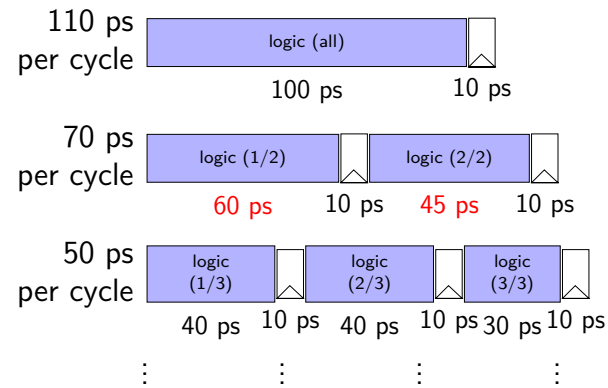 110 ps
per cycle
logic (all)
100 ps
10 ps
70 ps
per cycle
logic (1/2)
logic (2/2)
60 ps
10 ps
45 ps
10 ps
50 ps
per cycle
logic
(1/3)
logic
(2/3)
logic
(3/3)
40 ps
10 ps
40 ps
10 ps
30 ps
10 ps